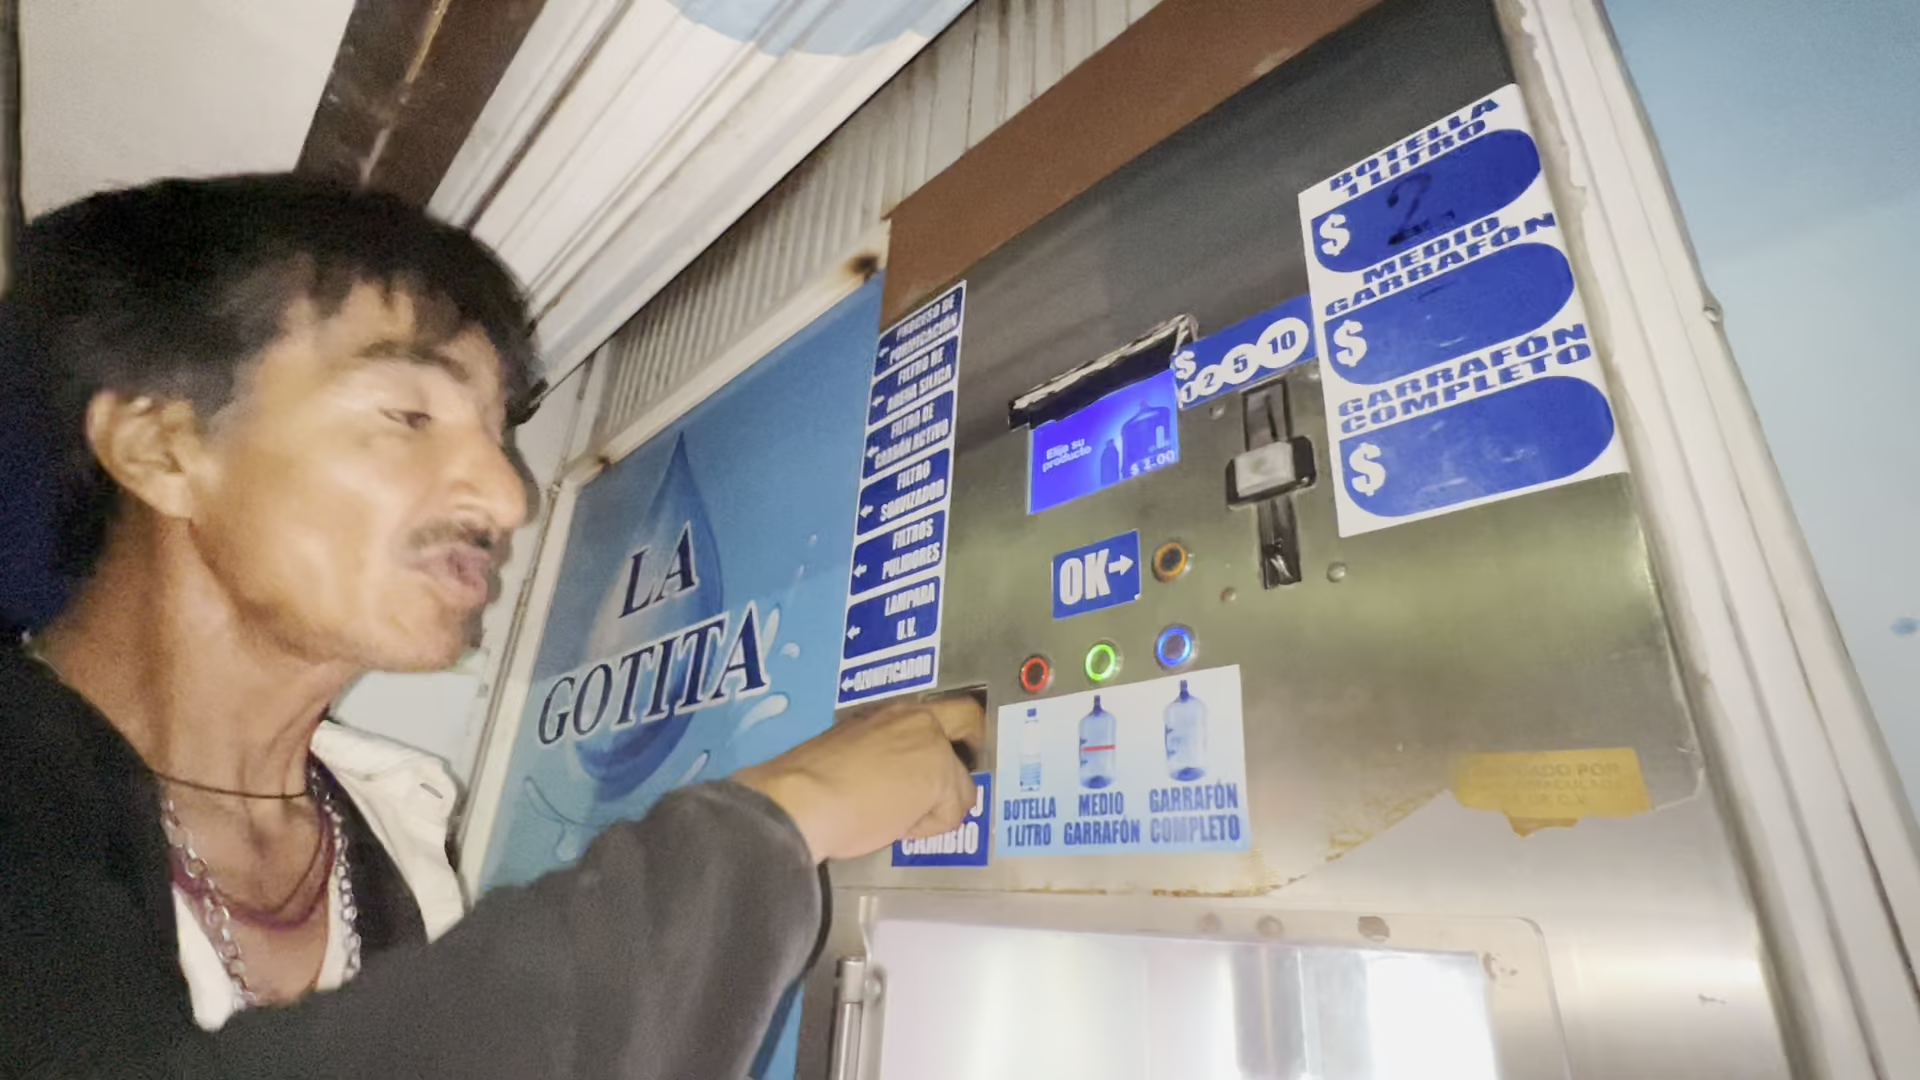 LA
GOTITA
PROCESO DE
PURIFICACIÓN
FILTRO DE
ARENA SILICA
FILTRO DE
CARBÓN ACTIVO
FILTRO
SUAVIZADOR
FILTROS
PULIDORES
LAMPARA
U.V.
OZONIFICADOR
Elija su
producto
$
1 2 5 10
OK
BOTELLA
1 LITRO
$ 2
MEDIO
GARRAFÓN
$
GARRAFÓN
COMPLETO
$
CAMBIO
BOTELLA
1 LITRO
MEDIO
GARRAFÓN
GARRAFÓN
COMPLETO